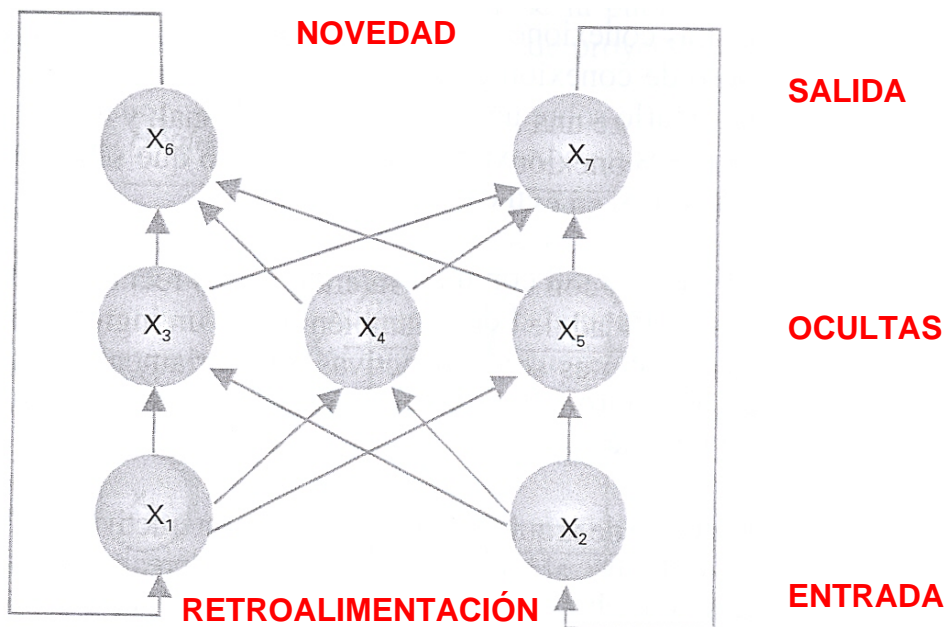 NOVEDAD
SALIDA
X6 X7
X3 X4 X5
OCULTAS
X1 X2
RETROALIMENTACIÓN
ENTRADA